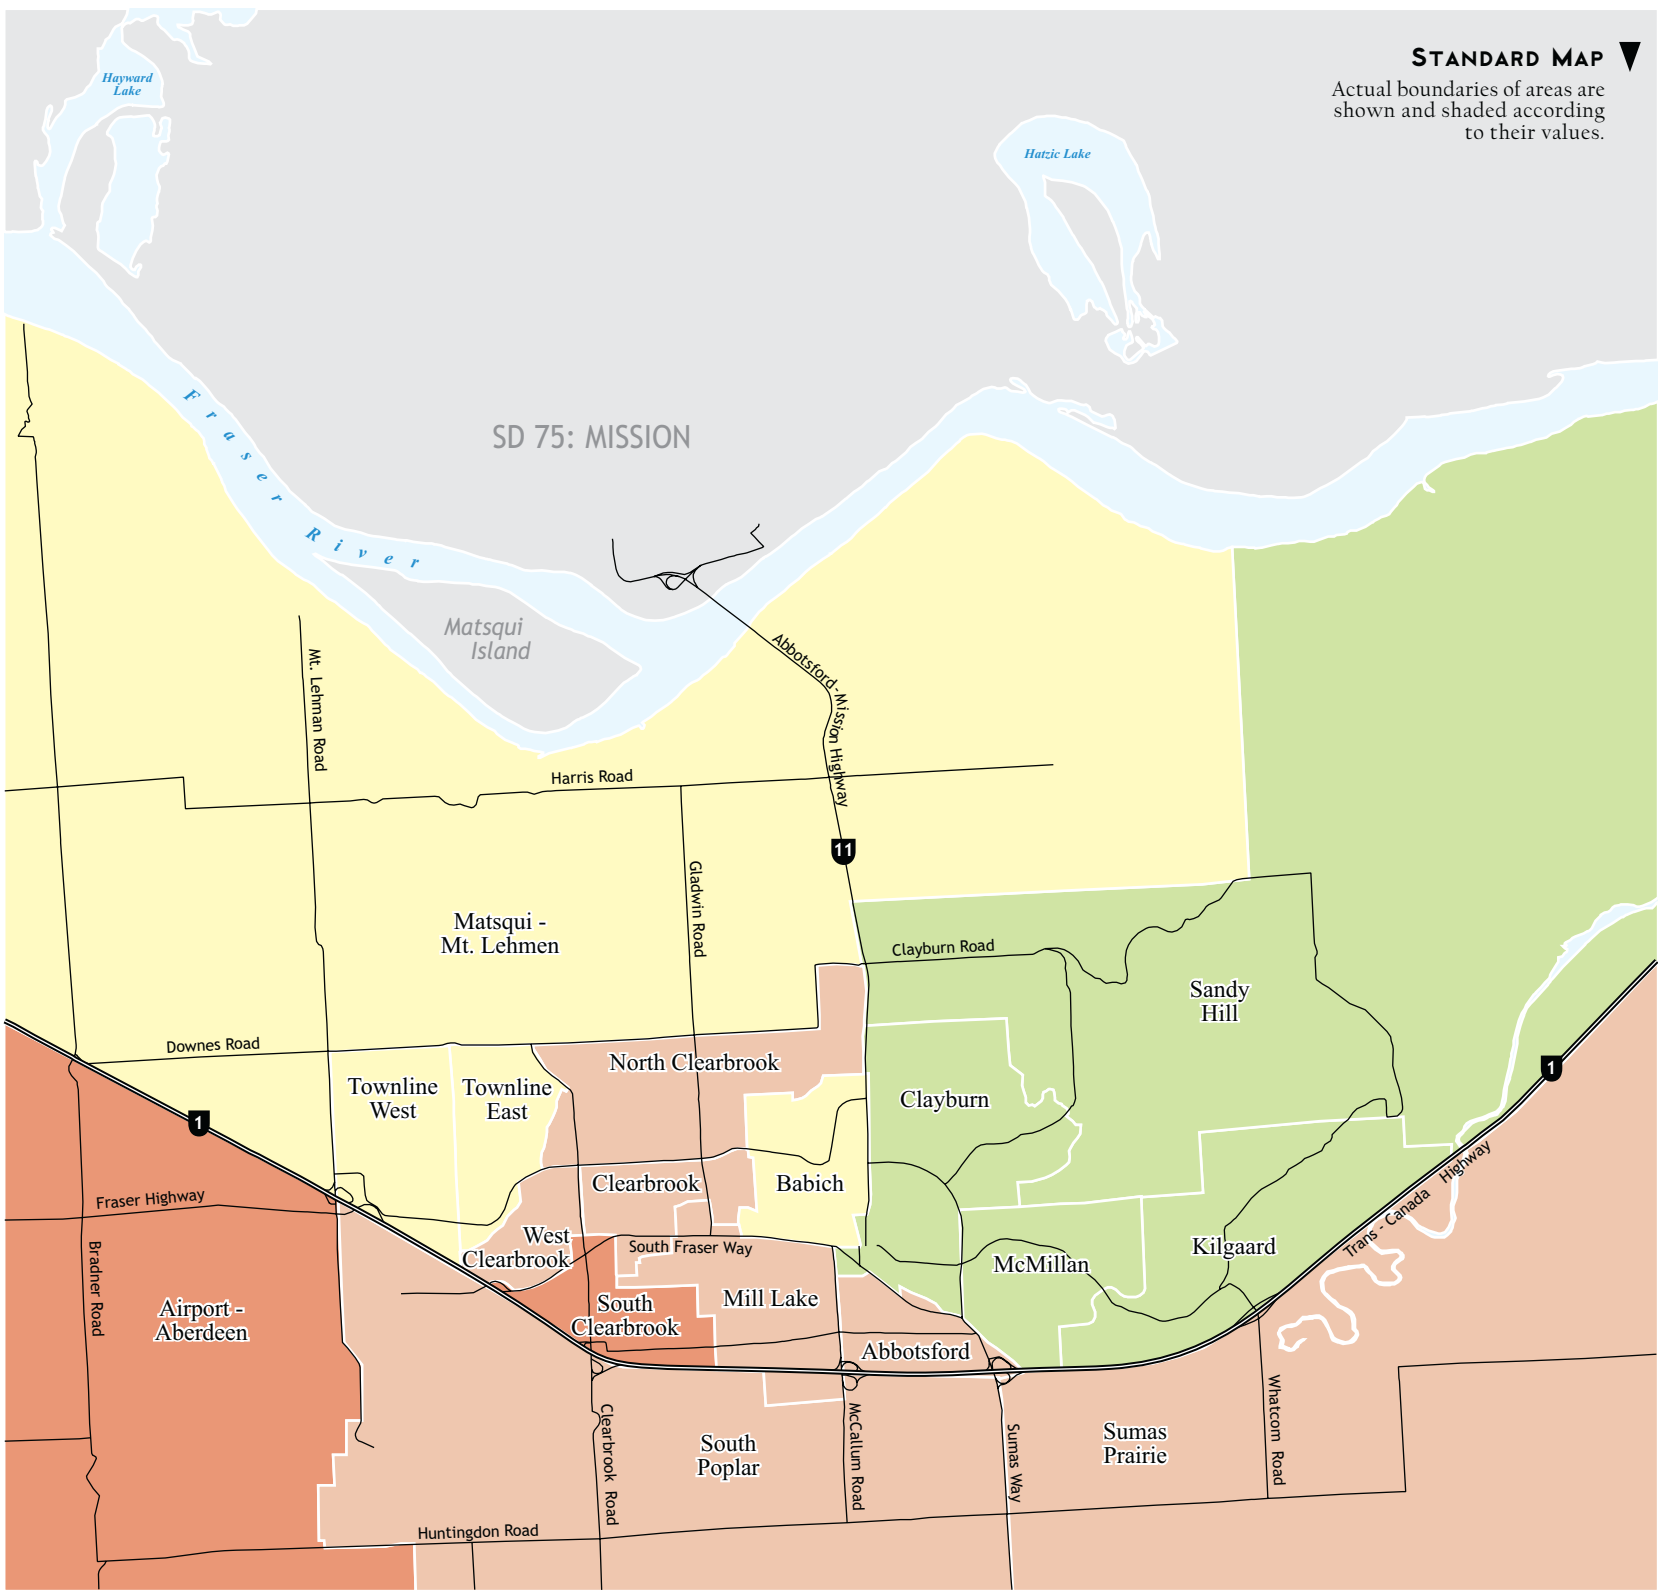 STANDARD MAP
Actual boundaries of areas are
shown and shaded according
to their values.
Hayward
Lake
Hatzic Lake
Fraser River
SD 75: MISSION
Matsqui
Island
Abbotsford-Mission Highway
Mt. Lehman Road
Harris Road
11
Gladwin Road
Matsqui -
Mt. Lehmen
Clayburn Road
Sandy
Hill
Downes Road
North Clearbrook
Townline
West
Townline
East
Clayburn
1
1
Clearbrook
Babich
Fraser Highway
Trans - Canada Highway
West
Clearbrook
South Fraser Way
McMillan
Kilgaard
Bradner Road
Airport -
Aberdeen
South
Clearbrook
Mill Lake
Abbotsford
Clearbrook Road
McCallum Road
Sumas Way
Whatcom Road
South
Poplar
Sumas
Prairie
Huntingdon Road